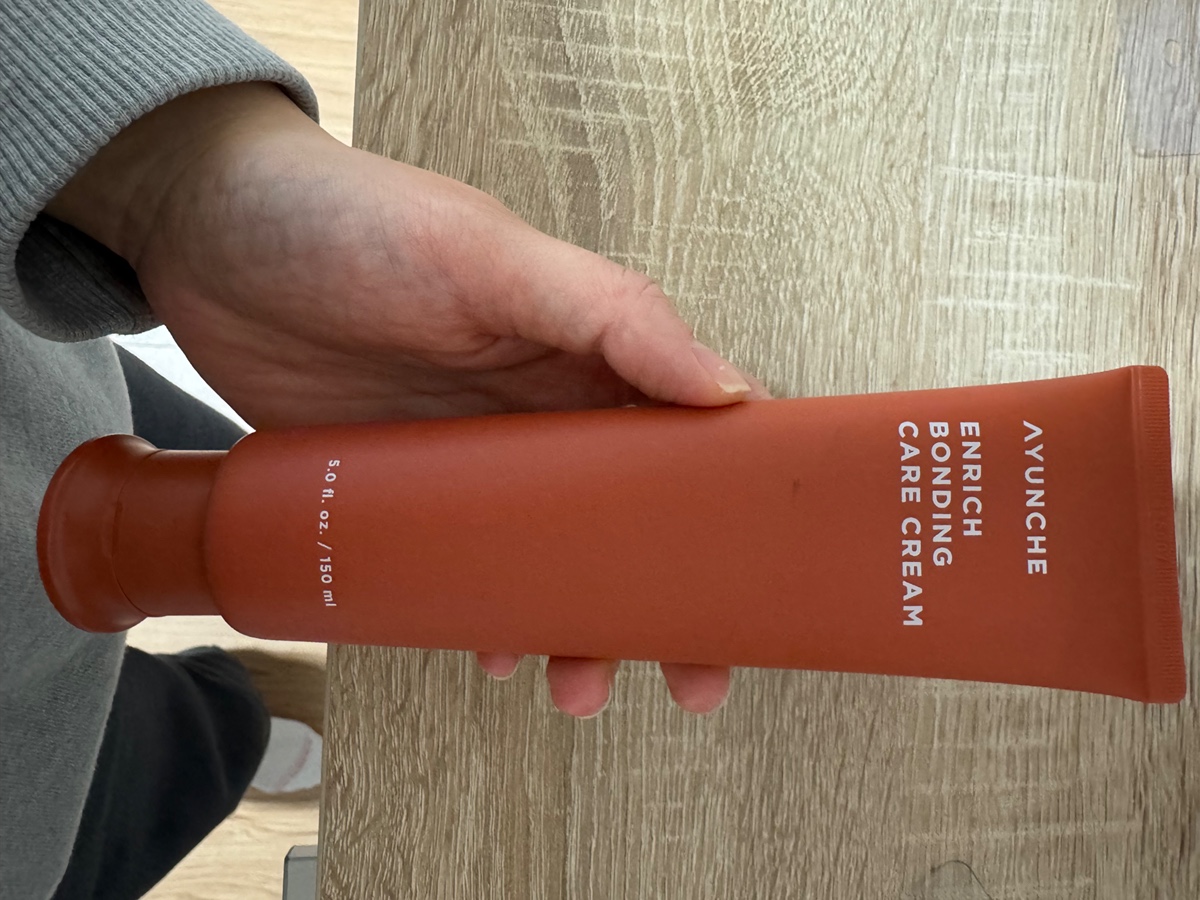 AYUNCHE
ENRICH
BONDING
CARE CREAM
5.0 fl. oz. / 150 ml